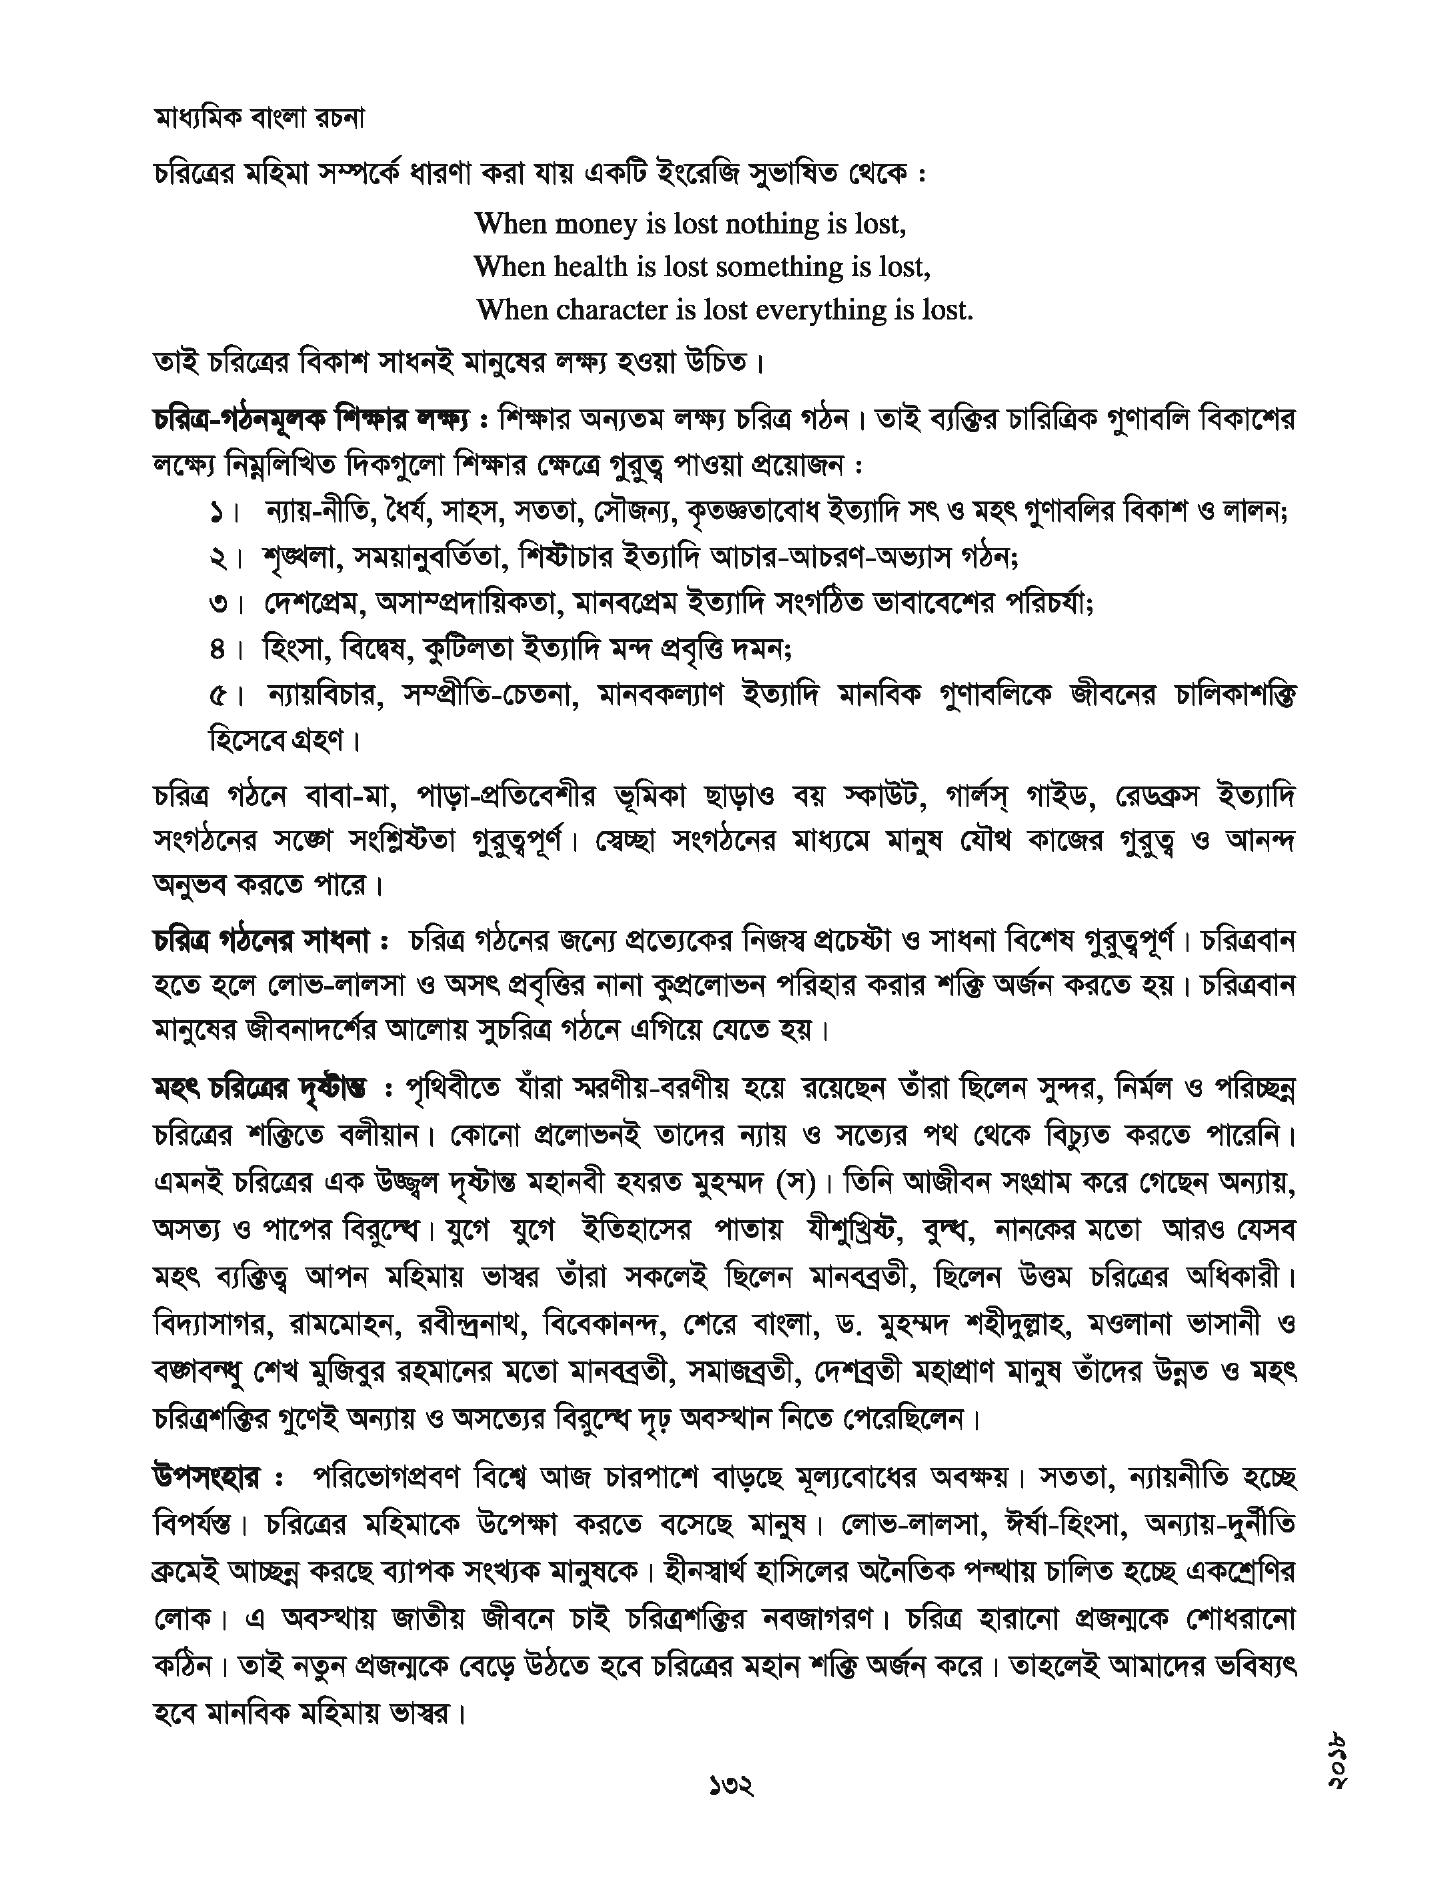 মাধ্যমিক বাংলা রচনা
চরিত্রের মহিমা সম্পর্কে ধারণা করা যায় একটি ইংরেজি সুভাষিত থেকে :
When money is lost nothing is lost,
When health is lost something is lost,
When character is lost everything is lost.
তাই চরিত্রের বিকাশ সাধনই মানুষের লক্ষ্য হওয়া উচিত।
চরিত্র-গঠনমূলক শিক্ষার লক্ষ্য : শিক্ষার অন্যতম লক্ষ্য চরিত্র গঠন। তাই ব্যক্তির চারিত্রিক গুণাবলি বিকাশের
লক্ষ্যে নিম্নলিখিত দিকগুলো শিক্ষার ক্ষেত্রে গুরুত্ব পাওয়া প্রয়োজন :
১। ন্যায়-নীতি, ধৈর্য, সাহস, সততা, সৌজন্য, কৃতজ্ঞতাবোধ ইত্যাদি সৎ ও মহৎ গুণাবলির বিকাশ ও লালন;
২। শৃঙ্খলা, সময়ানুবর্তিতা, শিষ্টাচার ইত্যাদি আচার-আচরণ-অভ্যাস গঠন;
৩। দেশপ্রেম, অসাম্প্রদায়িকতা, মানবপ্রেম ইত্যাদি সংগঠিত ভাবাবেশের পরিচর্যা;
৪। হিংসা, বিদ্বেষ, কুটিলতা ইত্যাদি মন্দ প্রবৃত্তি দমন;
৫। ন্যায়বিচার, সম্প্রীতি-চেতনা, মানবকল্যাণ ইত্যাদি মানবিক গুণাবলিকে জীবনের চালিকাশক্তি
হিসেবে গ্রহণ।
চরিত্র গঠনে বাবা-মা, পাড়া-প্রতিবেশীর ভূমিকা ছাড়াও বয় স্কাউট, গার্লস্ গাইড, রেডক্রস ইত্যাদি
সংগঠনের সঙ্গে সংশ্লিষ্টতা গুরুত্বপূর্ণ। স্বেচ্ছা সংগঠনের মাধ্যমে মানুষ যৌথ কাজের গুরুত্ব ও আনন্দ
অনুভব করতে পারে।
চরিত্র গঠনের সাধনা : চরিত্র গঠনের জন্যে প্রত্যেকের নিজস্ব প্রচেষ্টা ও সাধনা বিশেষ গুরুত্বপূর্ণ। চরিত্রবান
হতে হলে লোভ-লালসা ও অসৎ প্রবৃত্তির নানা কুপ্রলোভন পরিহার করার শক্তি অর্জন করতে হয়। চরিত্রবান
মানুষের জীবনাদর্শের আলোয় সুচরিত্র গঠনে এগিয়ে যেতে হয়।
মহৎ চরিত্রের দৃষ্টান্ত : পৃথিবীতে যাঁরা স্মরণীয়-বরণীয় হয়ে রয়েছেন তাঁরা ছিলেন সুন্দর, নির্মল ও পরিচ্ছন্ন
চরিত্রের শক্তিতে বলীয়ান। কোনো প্রলোভনই তাদের ন্যায় ও সত্যের পথ থেকে বিচ্যুত করতে পারেনি।
এমনই চরিত্রের এক উজ্জ্বল দৃষ্টান্ত মহানবী হযরত মুহম্মদ (স)। তিনি আজীবন সংগ্রাম করে গেছেন অন্যায়,
অসত্য ও পাপের বিরুদ্ধে। যুগে যুগে ইতিহাসের পাতায় যীশুখ্রিষ্ট, বুদ্ধ, নানকের মতো আরও যেসব
মহৎ ব্যক্তিত্ব আপন মহিমায় ভাস্বর তাঁরা সকলেই ছিলেন মানবব্রতী, ছিলেন উত্তম চরিত্রের অধিকারী।
বিদ্যাসাগর, রামমোহন, রবীন্দ্রনাথ, বিবেকানন্দ, শেরে বাংলা, ড. মুহম্মদ শহীদুল্লাহ, মওলানা ভাসানী ও
বঙ্গবন্ধু শেখ মুজিবুর রহমানের মতো মানবব্রতী, সমাজব্রতী, দেশব্রতী মহাপ্রাণ মানুষ তাঁদের উন্নত ও মহৎ
চরিত্রশক্তির গুণেই অন্যায় ও অসত্যের বিরুদ্ধে দৃঢ় অবস্থান নিতে পেরেছিলেন।
উপসংহার : পরিভোগপ্রবণ বিশ্বে আজ চারপাশে বাড়ছে মূল্যবোধের অবক্ষয়। সততা, ন্যায়নীতি হচ্ছে
বিপর্যস্ত। চরিত্রের মহিমাকে উপেক্ষা করতে বসেছে মানুষ। লোভ-লালসা, ঈর্ষা-হিংসা, অন্যায়-দুর্নীতি
ক্রমেই আচ্ছন্ন করছে ব্যাপক সংখ্যক মানুষকে। হীনস্বার্থ হাসিলের অনৈতিক পন্থায় চালিত হচ্ছে একশ্রেণির
লোক। এ অবস্থায় জাতীয় জীবনে চাই চরিত্রশক্তির নবজাগরণ। চরিত্র হারানো প্রজন্মকে শোধরানো
কঠিন। তাই নতুন প্রজন্মকে বেড়ে উঠতে হবে চরিত্রের মহান শক্তি অর্জন করে। তাহলেই আমাদের ভবিষ্যৎ
হবে মানবিক মহিমায় ভাস্বর।
১৩২
২০১৮